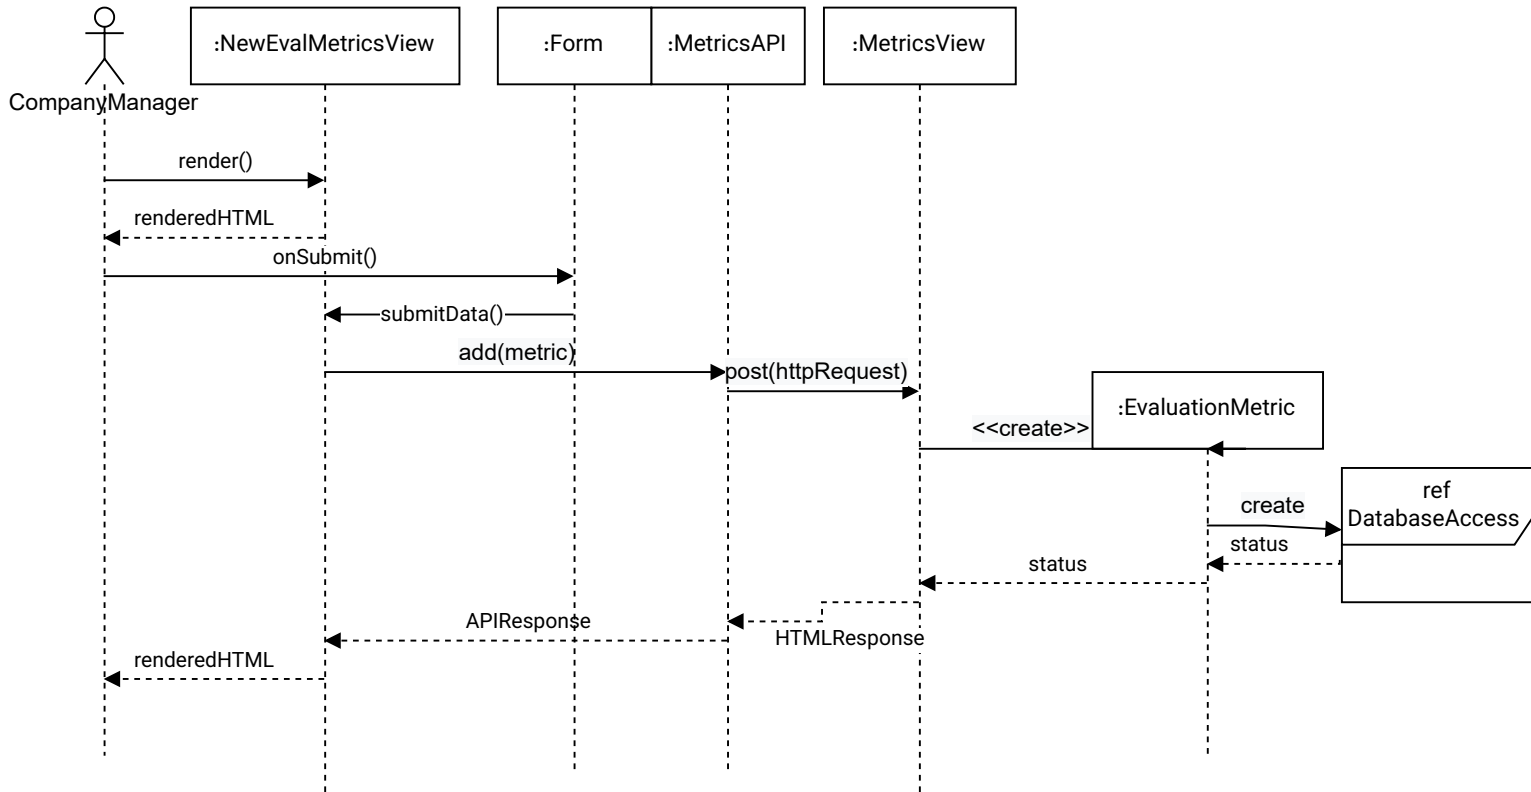 :NewEvalMetricsView
:Form
:MetricsAPI
:MetricsView
CompanyManager
render()
renderedHTML
onSubmit()
submitData()
add(metric)
post(httpRequest)
:EvaluationMetric
<<create>>
ref
DatabaseAccess
create
status
status
APIResponse
HTMLResponse
renderedHTML